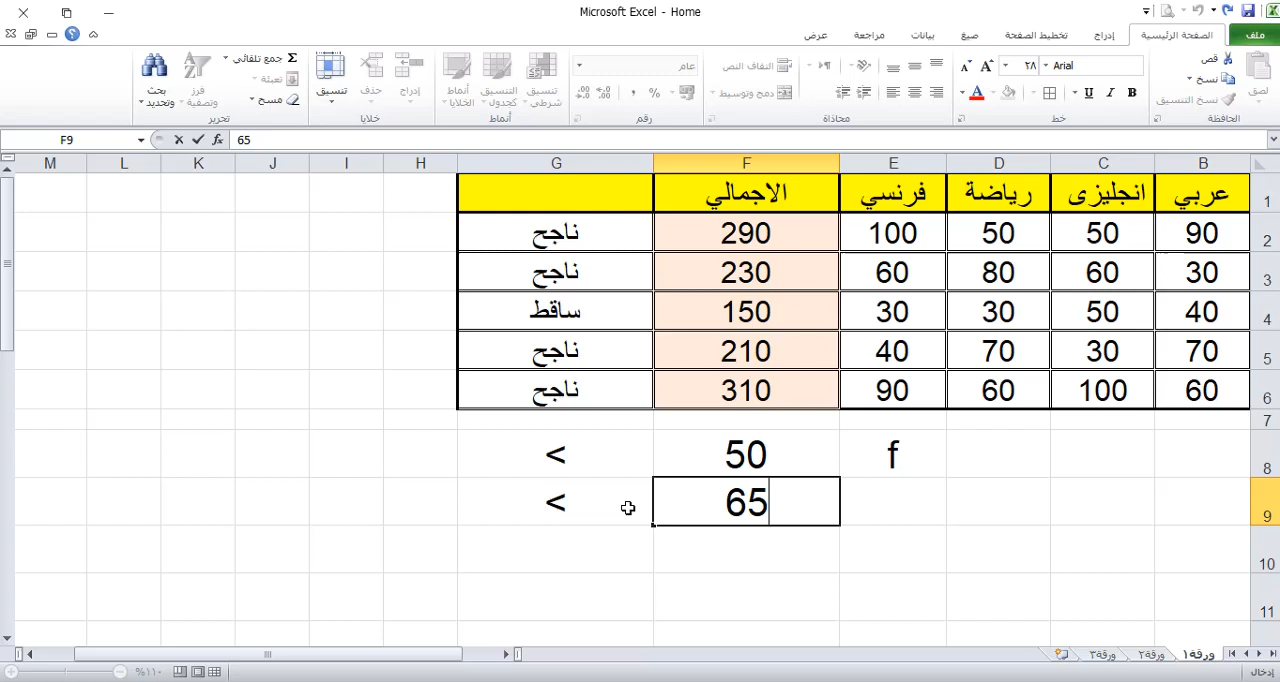 Microsoft Excel - Home
ملف
الصفحة الرئيسية
إدراج
تخطيط الصفحة
صيغ
بيانات
مراجعة
عرض
لصق
قص
نسخ
نسخ التنسيق
الحافظة
Arial
٢٨
خط
التفاف النص
دمج وتوسيط
محاذاة
عام
رقم
تنسيق شرطي
التنسيق كجدول
أنماط الخلايا
أنماط
إدراج
حذف
تنسيق
خلايا
Σ جمع تلقائي
تعبئة
مسح
فرز وتصفية
بحث وتحديد
تحرير
F9
fx
65
B C D E F G H I J K L M
1 عربي انجليزى رياضة فرنسي الاجمالي
2 90 50 50 100 290 ناجح
3 30 60 80 60 230 ناجح
4 40 50 30 30 150 ساقط
5 70 30 70 40 210 ناجح
6 60 100 60 90 310 ناجح
7
8 f 50 <
9 65 <
10
11
ورقة١
ورقة٢
ورقة٣
إدخال
%١١٠